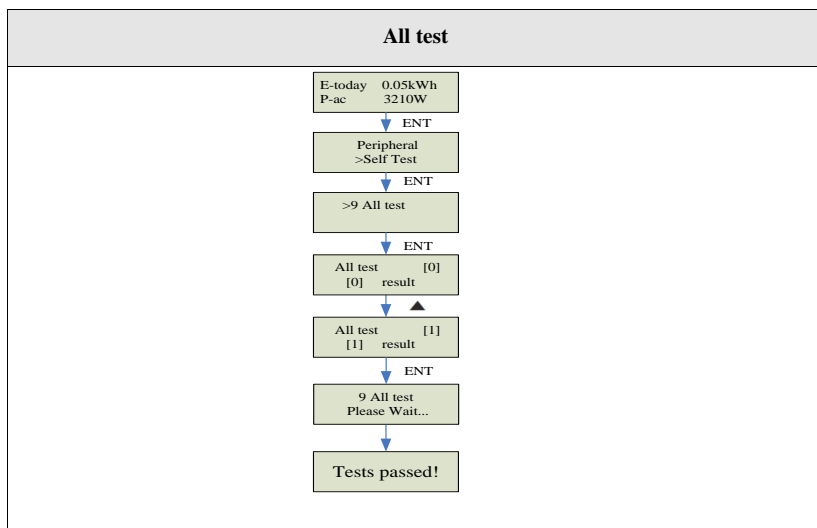 All test
E-today 0.05kWh
P-ac 3210W
ENT
Peripheral
>Self Test
ENT
>9 All test
ENT
All test [0]
[0] result
▲
All test [1]
[1] result
ENT
9 All test
Please Wait...
Tests passed!